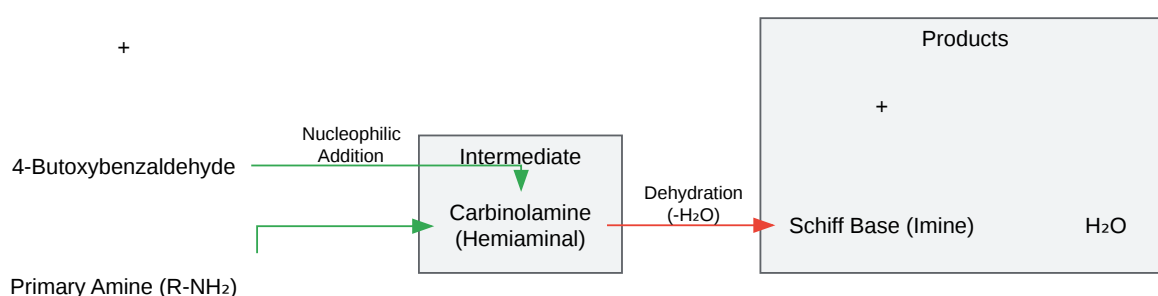 +
4-Butoxybenzaldehyde
Primary Amine (R-NH₂)
Nucleophilic
Addition
Intermediate
Carbinolamine
(Hemiaminal)
Dehydration
(-H₂O)
Products
+
Schiff Base (Imine)
H₂O